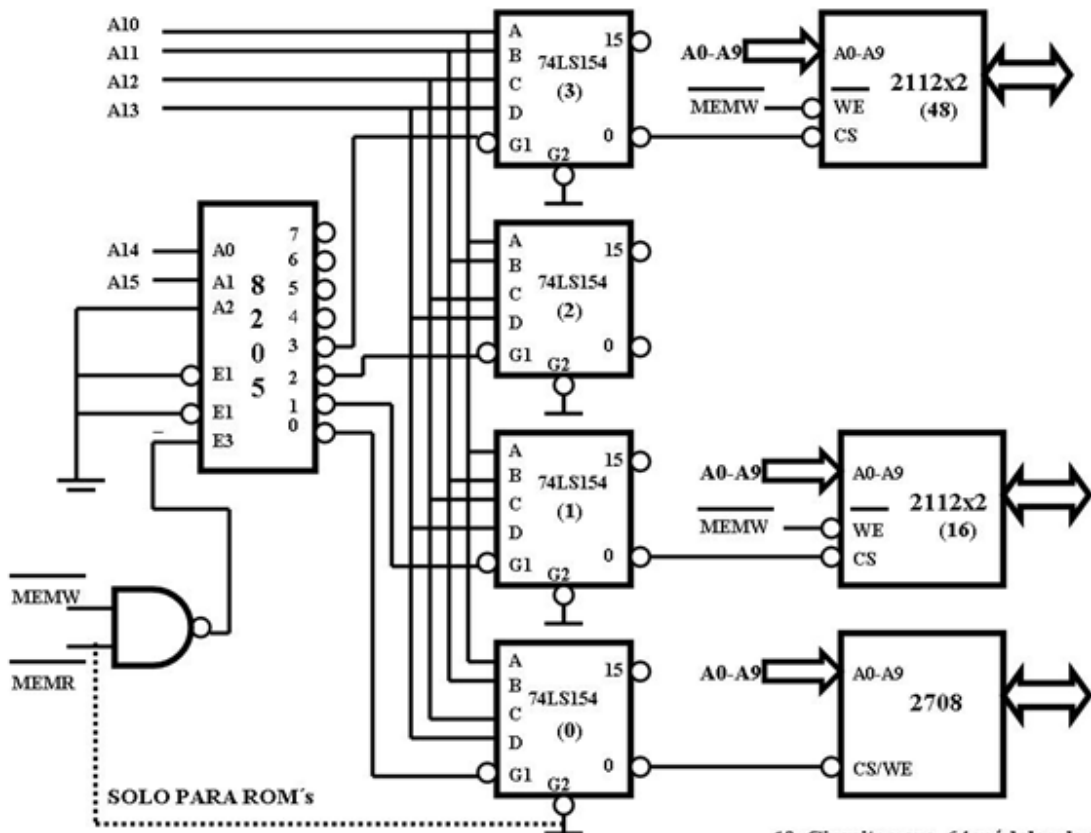 A10
A11
A12
A13
A
B
C
D
G1
G2
15
74LS154
(3)
0
A0-A9
MEMW
A0-A9
WE
CS
2112x2
(48)
A14
A15
A0
A1
A2
E1
E1
E3
8
2
0
5
7
6
5
4
3
2
1
0
A
B
C
D
G1
G2
15
74LS154
(2)
0
A
B
C
D
G1
G2
15
74LS154
(1)
0
A0-A9
MEMW
A0-A9
WE
CS
2112x2
(16)
MEMW
MEMR
A
B
C
D
G1
G2
15
74LS154
(0)
0
A0-A9
A0-A9
2708
CS/WE
SOLO PARA ROM´s